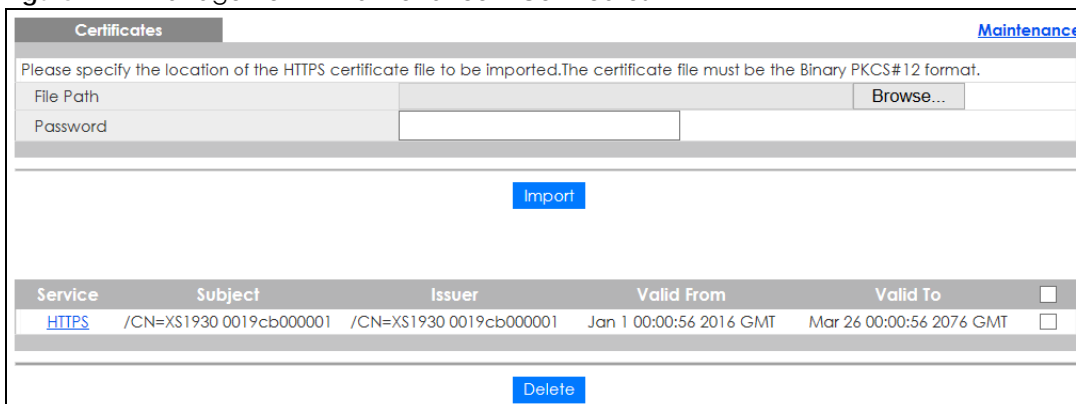 Certificates Maintenance
Please specify the location of the HTTPS certificate file to be imported.The certificate file must be the Binary PKCS#12 format.
File Path Browse...
Password
Import
Service Subject Issuer Valid From Valid To
HTTPS /CN=XS1930 0019cb000001 /CN=XS1930 0019cb000001 Jan 1 00:00:56 2016 GMT Mar 26 00:00:56 2076 GMT
Delete